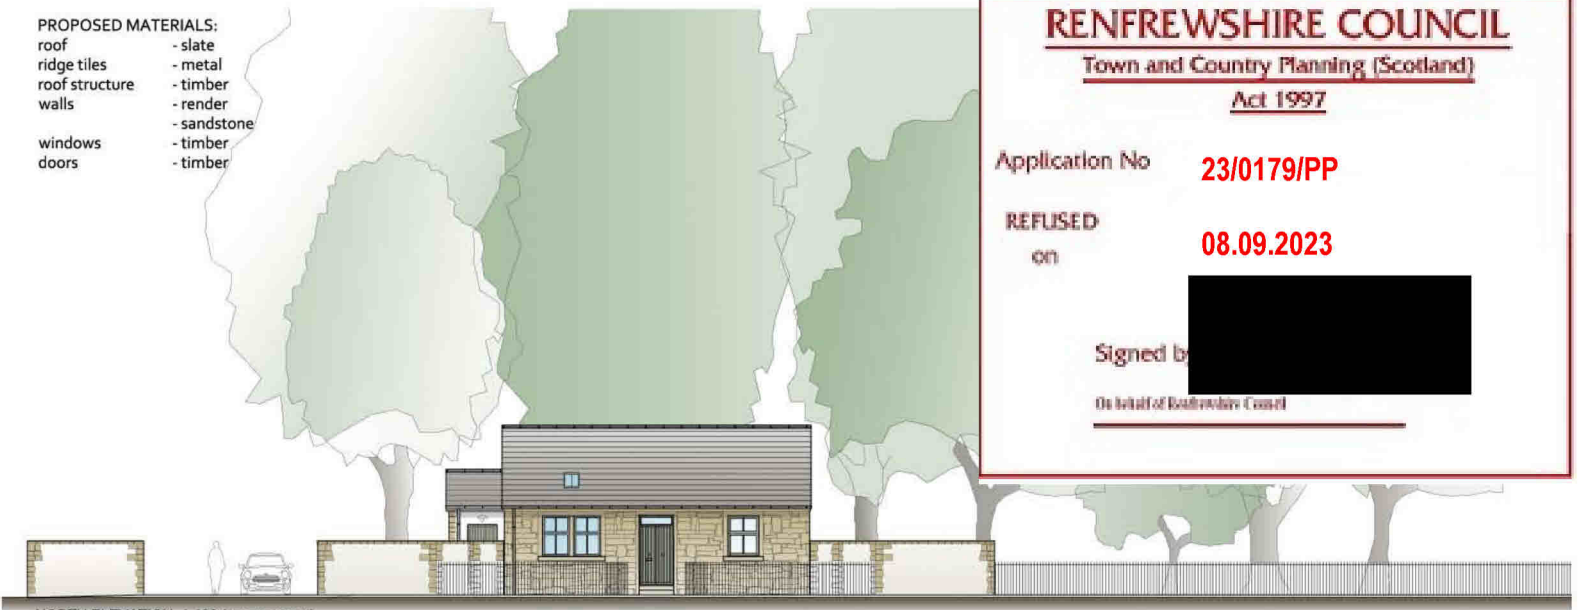 PROPOSED MATERIALS:
roof - slate
ridge tiles - metal
roof structure - timber
walls - render
- sandstone
windows - timber
doors - timber
RENFREWSHIRE COUNCIL
Town and Country Planning (Scotland)
Act 1997
Application No 23/0179/PP
REFUSED
on 08.09.2023
Signed b
On behalf of Renfrewshire Council